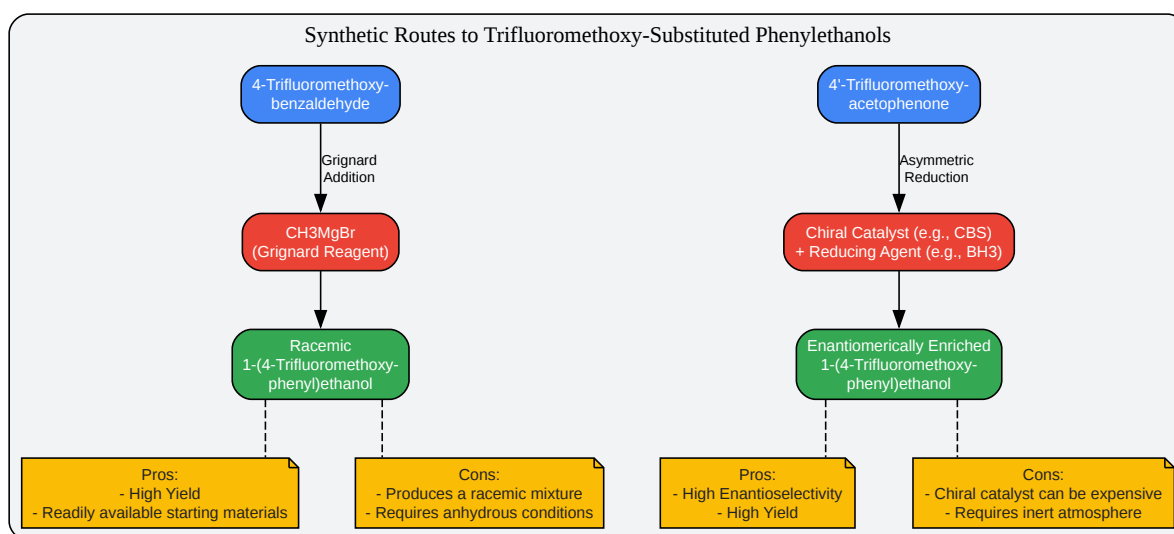 Synthetic Routes to Trifluoromethoxy-Substituted Phenylethanols
4-Trifluoromethoxy-
benzaldehyde
Grignard
Addition
CH3MgBr
(Grignard Reagent)
Racemic
1-(4-Trifluoromethoxy-
phenyl)ethanol
Pros:
- High Yield
- Readily available starting materials
Cons:
- Produces a racemic mixture
- Requires anhydrous conditions
4'-Trifluoromethoxy-
acetophenone
Asymmetric
Reduction
Chiral Catalyst (e.g., CBS)
+ Reducing Agent (e.g., BH3)
Enantiomerically Enriched
1-(4-Trifluoromethoxy-
phenyl)ethanol
Pros:
- High Enantioselectivity
- High Yield
Cons:
- Chiral catalyst can be expensive
- Requires inert atmosphere